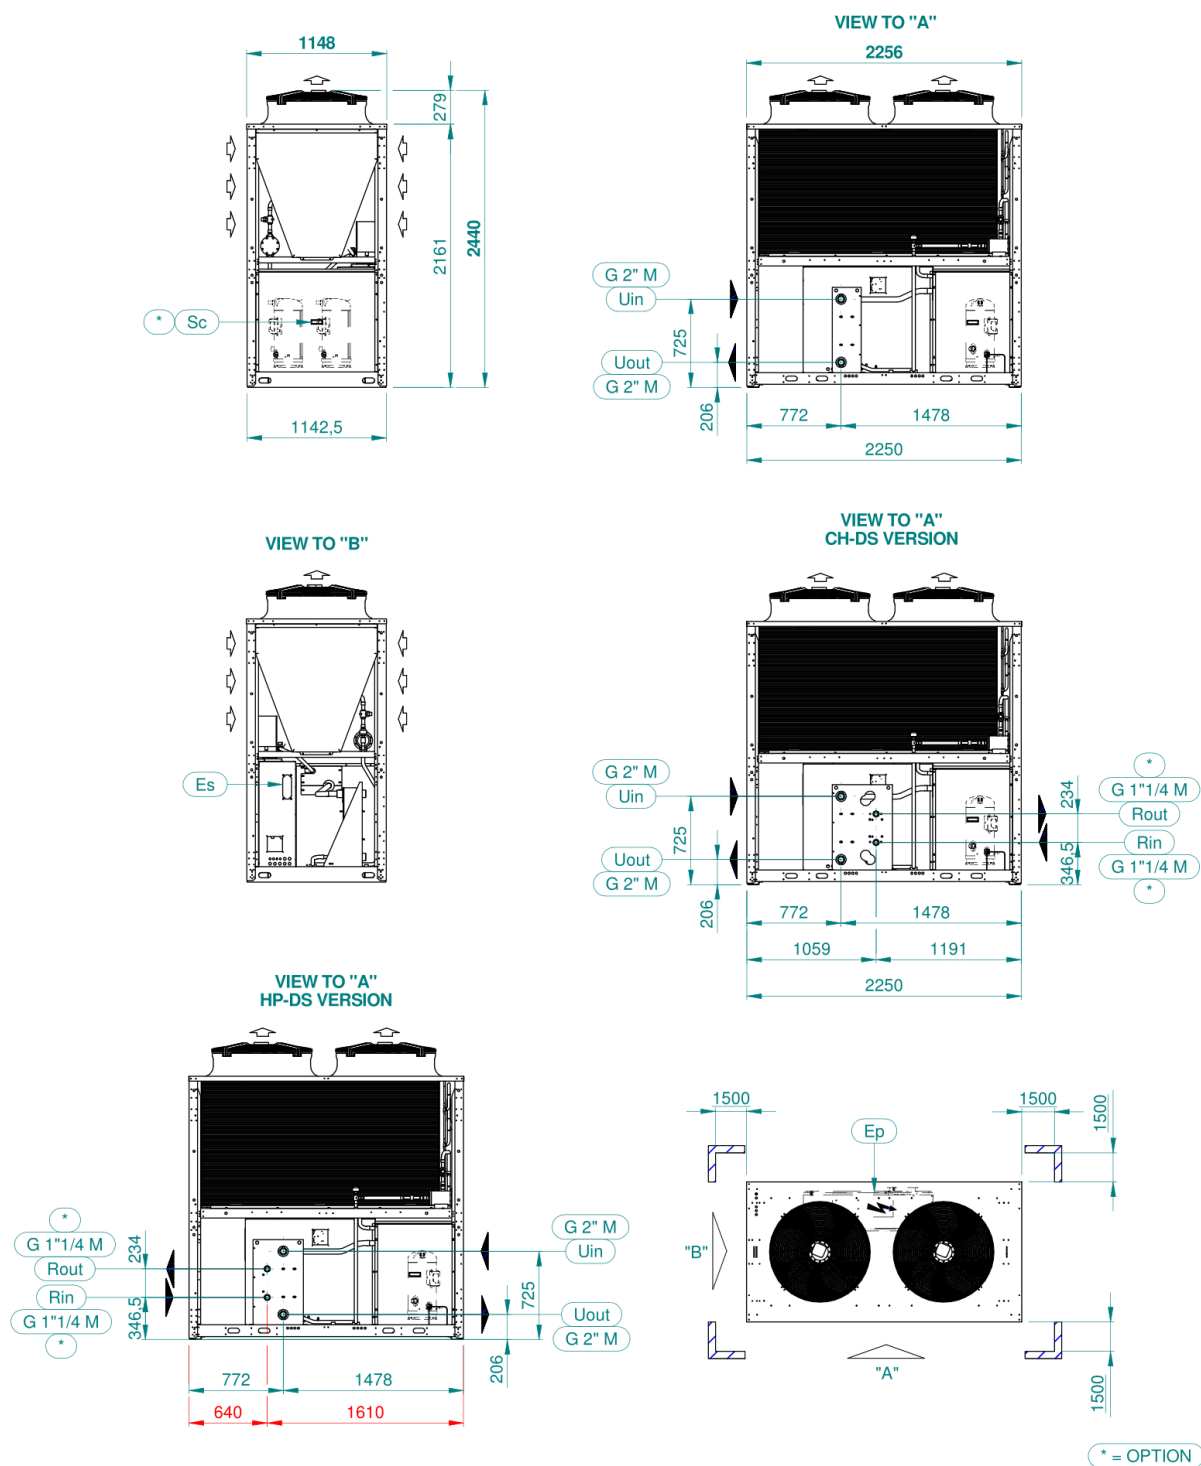 1148
279
2161
2440
* Sc
1142,5
VIEW TO "A"
2256
G 2" M
Uin
Uout
G 2" M
725
206
772
1478
2250
VIEW TO "B"
Es
VIEW TO "A"
CH-DS VERSION
G 2" M
Uin
Uout
G 2" M
725
206
*
G 1"1/4 M
Rout
Rin
G 1"1/4 M
*
234
346,5
772
1478
1059
1191
2250
VIEW TO "A"
HP-DS VERSION
*
G 1"1/4 M
Rout
Rin
G 1"1/4 M
*
234
346,5
G 2" M
Uin
Uout
G 2" M
725
206
772
1478
640
1610
1500
1500
1500
Ep
"B"
"A"
1500
* = OPTION